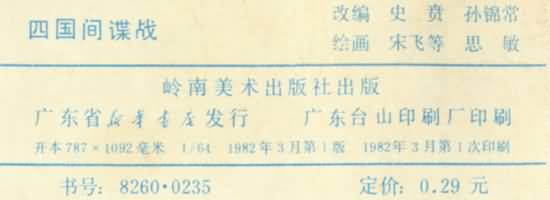 四国间谍战
改编 史贲 孙锦常
绘画 宋飞等 思敏
岭南美术出版社出版
广东省新华书店发行 广东台山印刷厂印刷
开本787×1092毫米 1/64 1982年3月第1版 1982年3月第1次印刷
书号：8260·0235 定价：0.29元